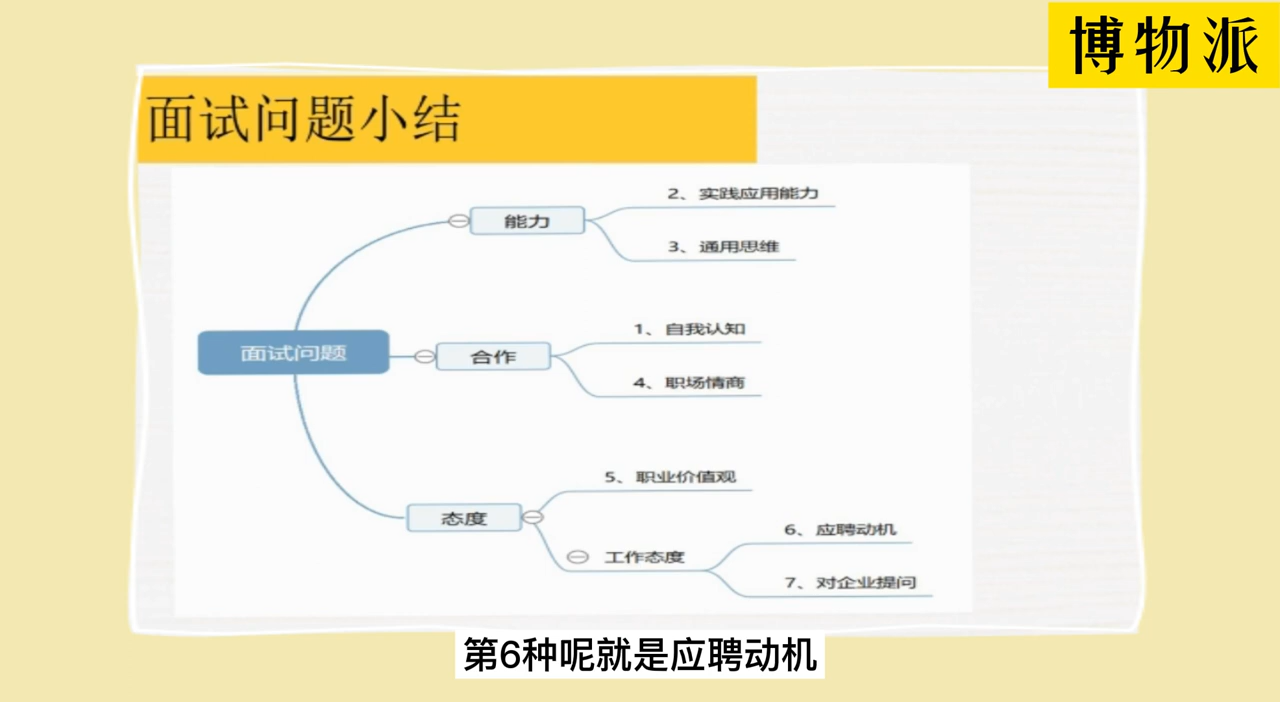 博物派
面试问题小结
2、实践应用能力
能力
3、通用思维
1、自我认知
面试问题
合作
4、职场情商
5、职业价值观
态度
6、应聘动机
工作态度
7、对企业提问
第6种呢就是应聘动机